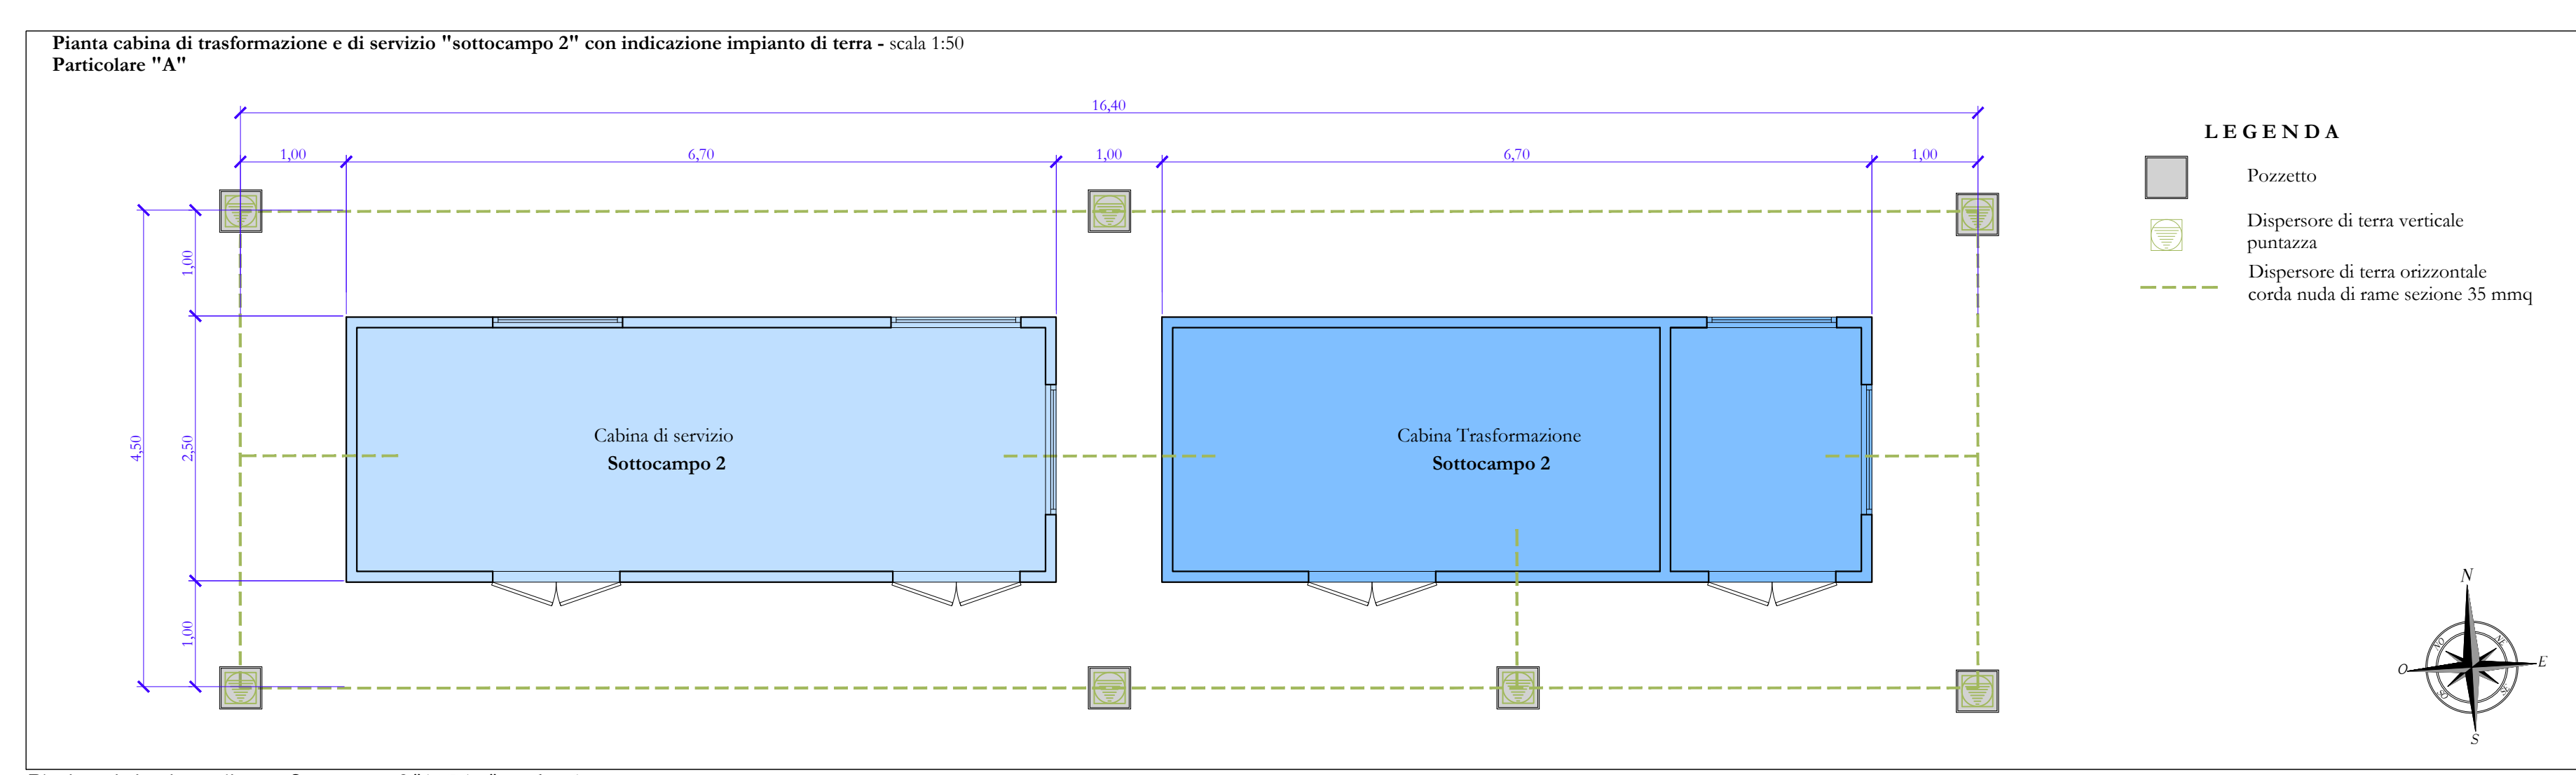 Pianta cabina di trasformazione e di servizio "sottocampo 2" con indicazione impianto di terra - scala 1:50
Particolare "A"
16,40
1,00
6,70
1,00
6,70
1,00
LEGENDA
Pozzetto
Dispersore di terra verticale
puntazza
Dispersore di terra orizzontale
corda nuda di rame sezione 35 mmq
1,00
4,50
2,50
1,00
Cabina di servizio
Sottocampo 2
Cabina Trasformazione
Sottocampo 2
N
NO
O
E
S